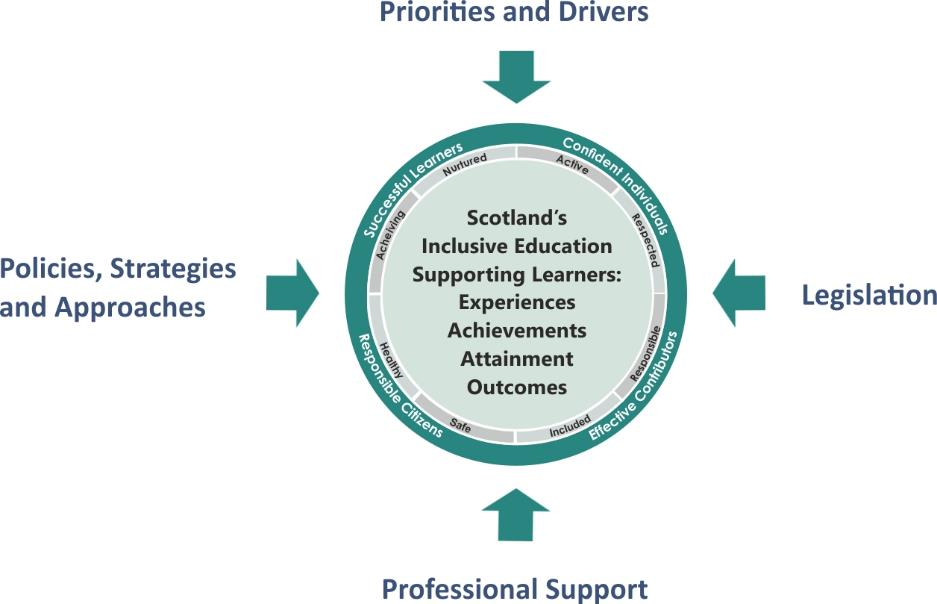 Priorities and Drivers
Successful Learners
Confident Individuals
Nurtured
Active
Acheiving
Respected
Scotland's
Inclusive Education
Supporting Learners:
Experiences
Achievements
Attainment
Outcomes
Policies, Strategies
and Approaches
Legislation
Healthy
Responsible
Responsible Citizens
Effective Contributors
Safe
Included
Professional Support